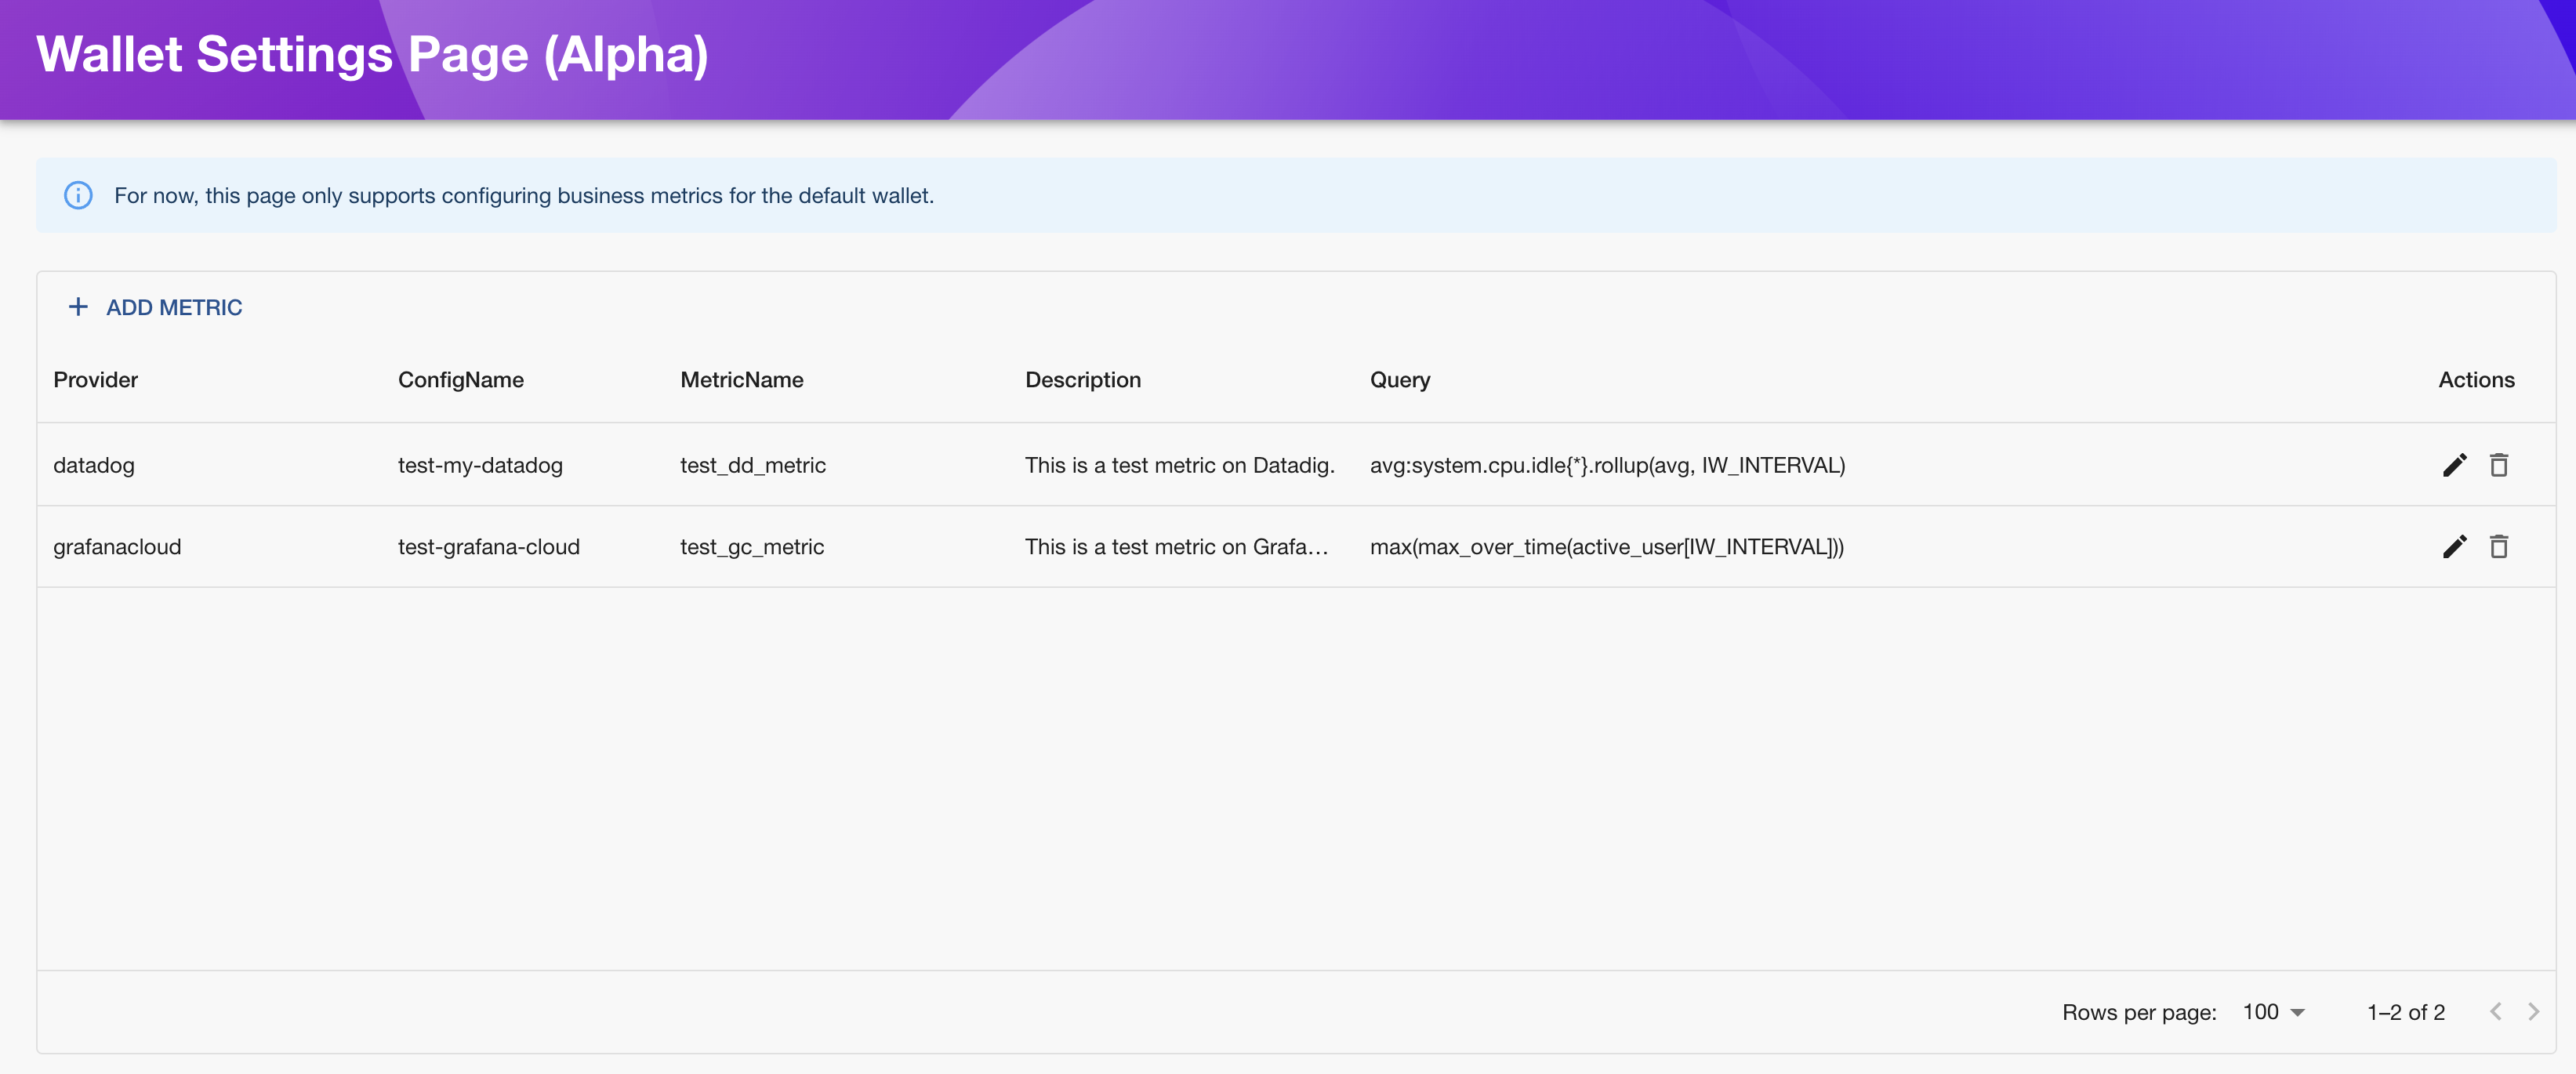 Wallet Settings Page (Alpha)
For now, this page only supports configuring business metrics for the default wallet.
ADD METRIC
Provider ConfigName MetricName Description Query Actions
datadog test-my-datadog test_dd_metric This is a test metric on Datadig. avg:system.cpu.idle{*}.rollup(avg, IW_INTERVAL)
grafanacloud test-grafana-cloud test_gc_metric This is a test metric on Grafa… max(max_over_time(active_user[IW_INTERVAL]))
Rows per page: 100 1–2 of 2